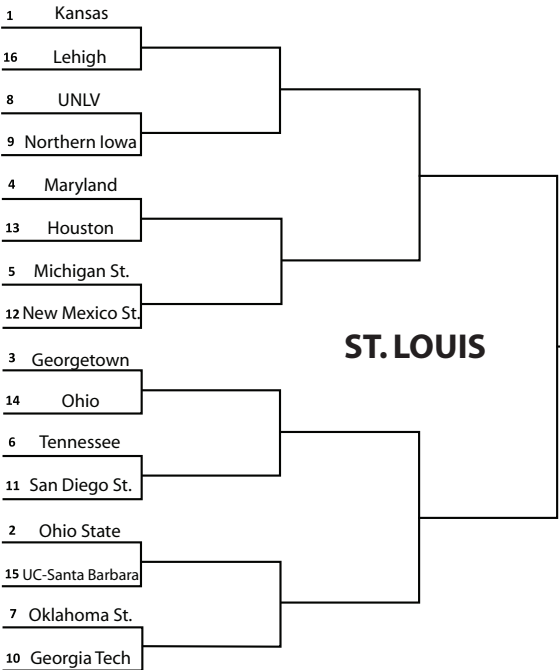 1 Kansas
16 Lehigh
8 UNLV
9 Northern Iowa
4 Maryland
13 Houston
5 Michigan St.
12 New Mexico St.
ST. LOUIS
3 Georgetown
14 Ohio
6 Tennessee
11 San Diego St.
2 Ohio State
15 UC-Santa Barbara
7 Oklahoma St.
10 Georgia Tech